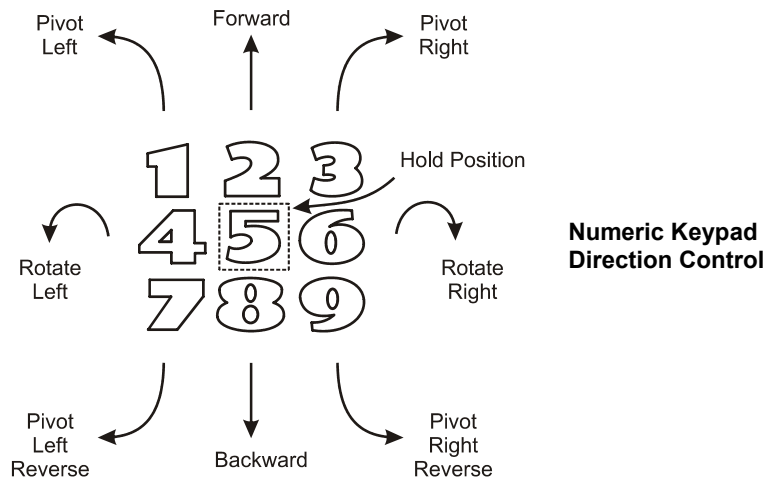 Pivot
Left
Forward
Pivot
Right
1 2 3
Hold Position
4 5 6
Rotate
Left
Rotate
Right
Numeric Keypad
Direction Control
7 8 9
Pivot
Left
Reverse
Backward
Pivot
Right
Reverse